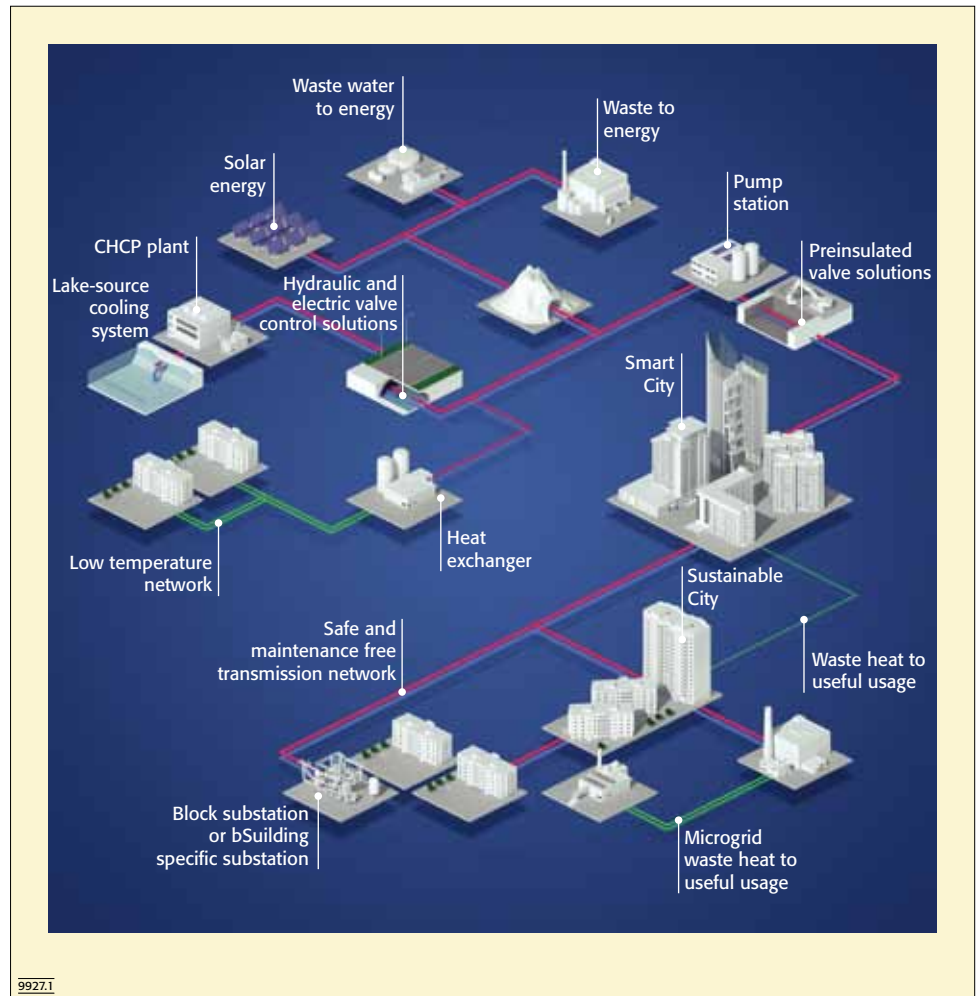 Waste water
to energy
Waste to
energy
Solar
energy
Pump
station
CHCP plant
Preinsulated
valve solutions
Lake-source
cooling
system
Hydraulic and
electric valve
control solutions
Smart
City
Heat
exchanger
Low temperature
network
Sustainable
City
Safe and
maintenance free
transmission network
Waste heat to
useful usage
Block substation
or bSuilding
specific substation
Microgrid
waste heat to
useful usage
9927.1